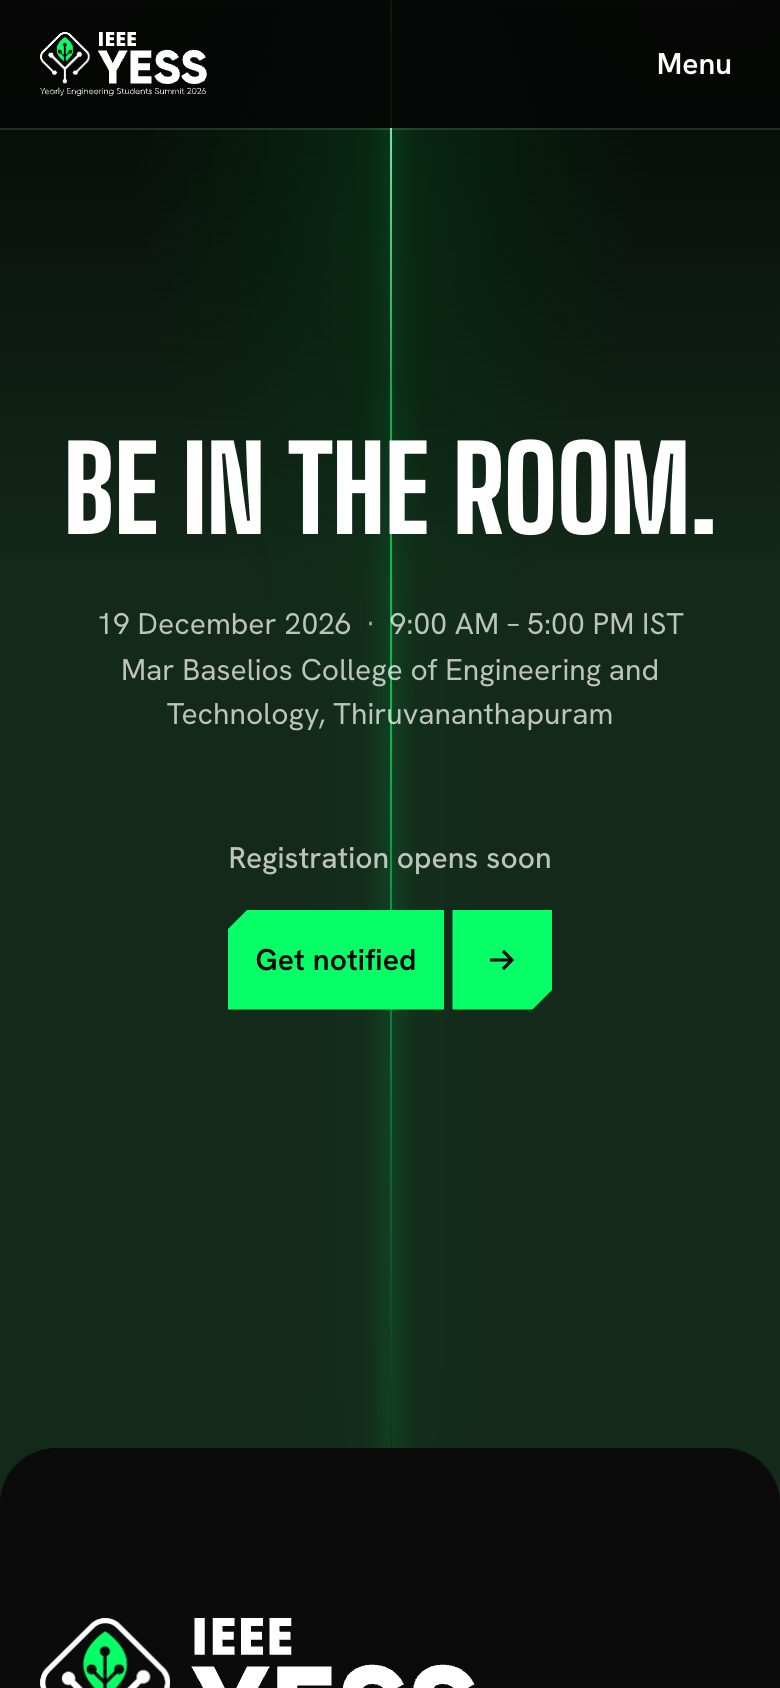 IEEE
YESS
Yearly Engineering Students Summit 2026
Menu
BE IN THE ROOM.
19 December 2026 · 9:00 AM – 5:00 PM IST
Mar Baselios College of Engineering and
Technology, Thiruvananthapuram
Registration opens soon
Get notified →
IEEE
YESS